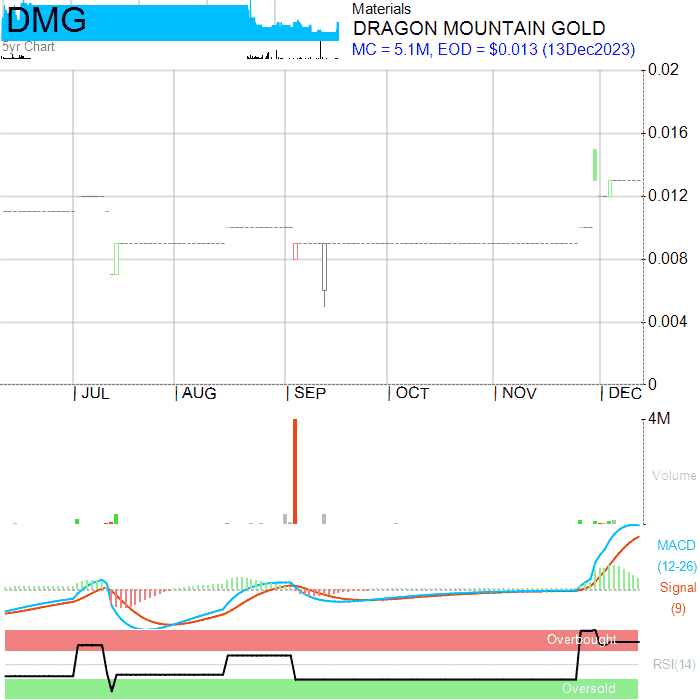 DMG
5yr Chart
Materials
DRAGON MOUNTAIN GOLD
MC = 5.1M, EOD = $0.013 (13Dec2023)
0.02
0.016
0.012
0.008
0.004
0
JUL AUG SEP OCT NOV DEC
4M
Volume
MACD
(12-26)
Signal
(9)
Overbought
RSI(14)
Oversold